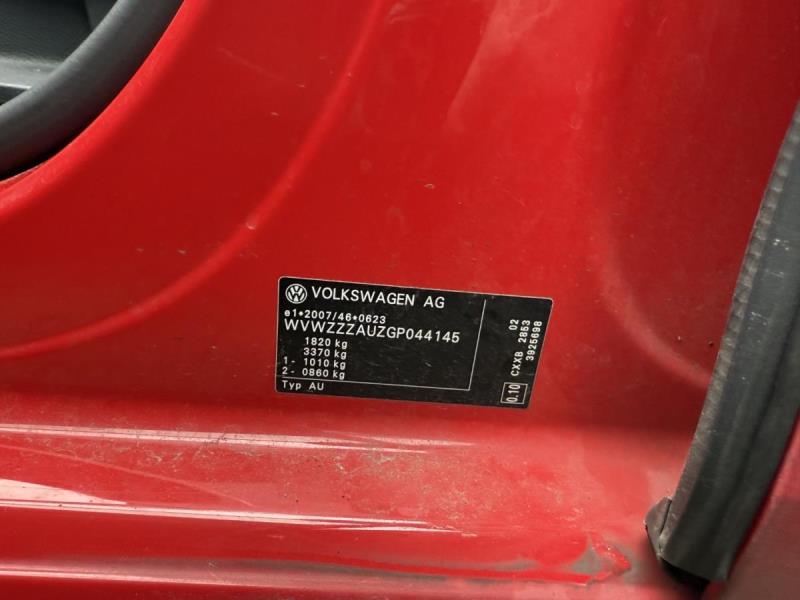 VOLKSWAGEN AG
e1*2007/46*0623
WVWZZZAUZGP044145
1820 kg
3370 kg
1- 1010 kg
2- 0860 kg
Typ AU
0.10
CXXB 2853 02
3925698